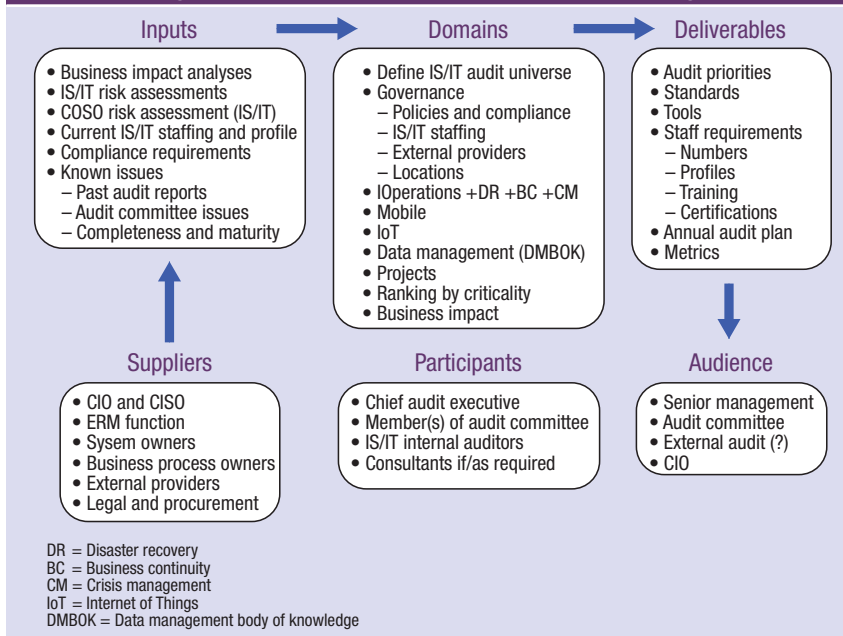 Inputs
• Business impact analyses
• IS/IT risk assessments
• COSO risk assessment (IS/IT)
• Current IS/IT staffing and profile
• Compliance requirements
• Known issues
– Past audit reports
– Audit committee issues
– Completeness and maturity
Domains
• Define IS/IT audit universe
• Governance
– Policies and compliance
– IS/IT staffing
– External providers
– Locations
• IOperations +DR +BC +CM
• Mobile
• IoT
• Data management (DMBOK)
• Projects
• Ranking by criticality
• Business impact
Deliverables
• Audit priorities
• Standards
• Tools
• Staff requirements
– Numbers
– Profiles
– Training
– Certifications
• Annual audit plan
• Metrics
Suppliers
• CIO and CISO
• ERM function
• Sysem owners
• Business process owners
• External providers
• Legal and procurement
Participants
• Chief audit executive
• Member(s) of audit committee
• IS/IT internal auditors
• Consultants if/as required
Audience
• Senior management
• Audit committee
• External audit (?)
• CIO
DR = Disaster recovery
BC = Business continuity
CM = Crisis management
IoT = Internet of Things
DMBOK = Data management body of knowledge